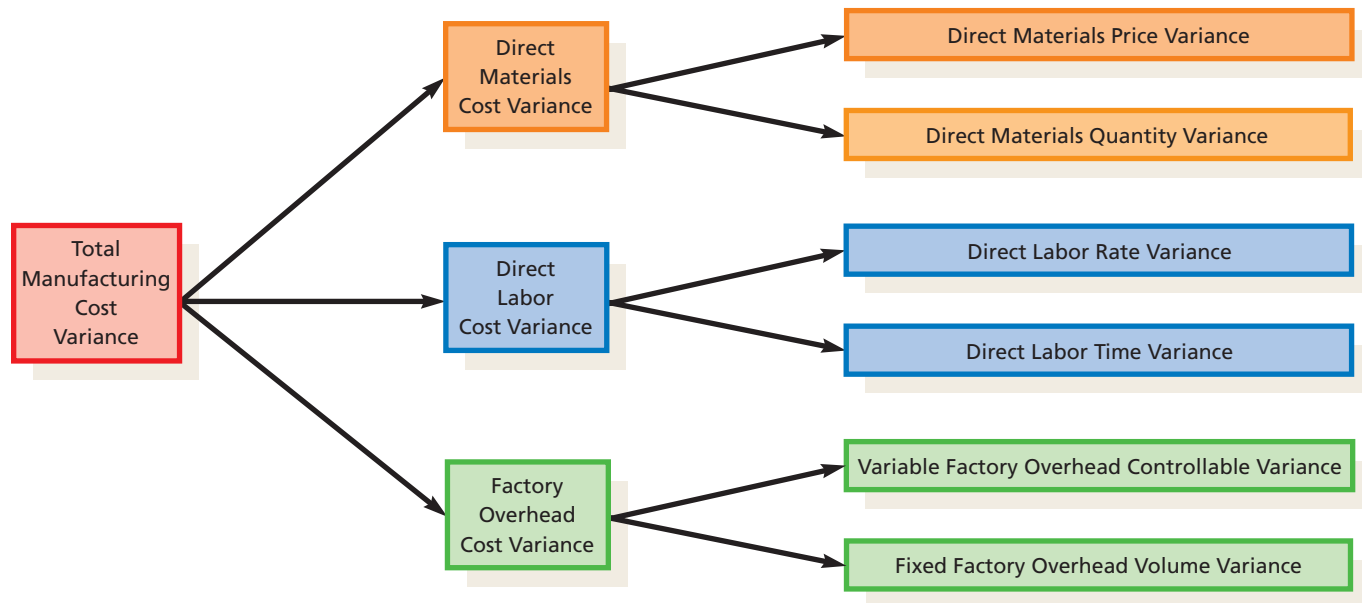 Total
Manufacturing
Cost
Variance
Direct
Materials
Cost Variance
Direct Materials Price Variance
Direct Materials Quantity Variance
Direct
Labor
Cost Variance
Direct Labor Rate Variance
Direct Labor Time Variance
Factory
Overhead
Cost Variance
Variable Factory Overhead Controllable Variance
Fixed Factory Overhead Volume Variance